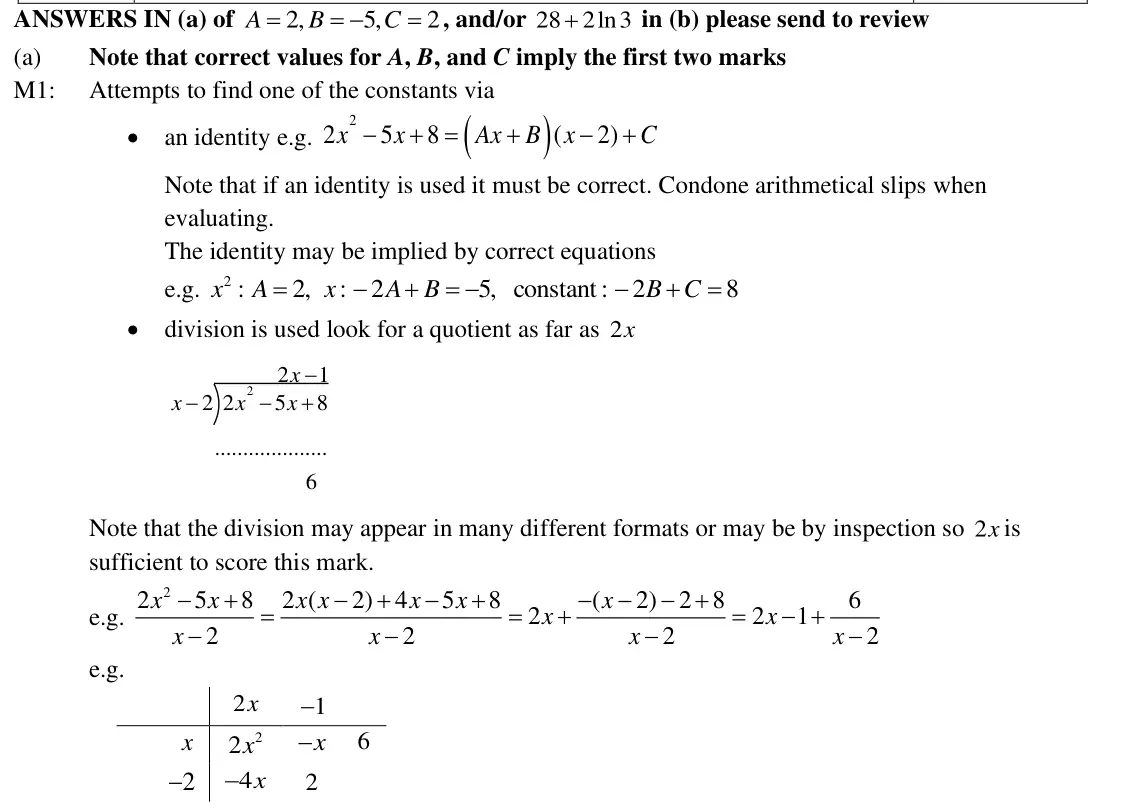 ANSWERS IN (a) of A = 2, B = −5, C = 2, and/or 28 + 2 ln 3 in (b) please send to review
(a) Note that correct values for A, B, and C imply the first two marks
M1: Attempts to find one of the constants via
• an identity e.g. 2x² − 5x + 8 = (Ax + B)(x − 2) + C
Note that if an identity is used it must be correct. Condone arithmetical slips when
evaluating.
The identity may be implied by correct equations
e.g. x² : A = 2, x : − 2A + B = −5, constant : − 2B + C = 8
• division is used look for a quotient as far as 2x
2x − 1
x − 2)2x² − 5x + 8
....................
6
Note that the division may appear in many different formats or may be by inspection so 2x is
sufficient to score this mark.
e.g. (2x² − 5x + 8)/(x − 2) = (2x(x − 2) + 4x − 5x + 8)/(x − 2) = 2x + (−(x − 2) − 2 + 8)/(x − 2) = 2x − 1 + 6/(x − 2)
e.g.
2x −1
x 2x² −x 6
−2 −4x 2